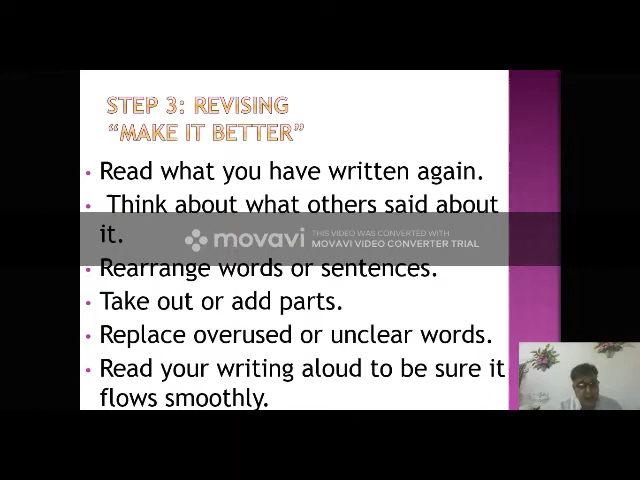 STEP 3: REVISING
“MAKE IT BETTER”
• Read what you have written again.
• Think about what others said about
it.
movavi THIS VIDEO WAS CONVERTED WITH
MOVAVI VIDEO CONVERTER TRIAL
• Rearrange words or sentences.
• Take out or add parts.
• Replace overused or unclear words.
• Read your writing aloud to be sure it
flows smoothly.